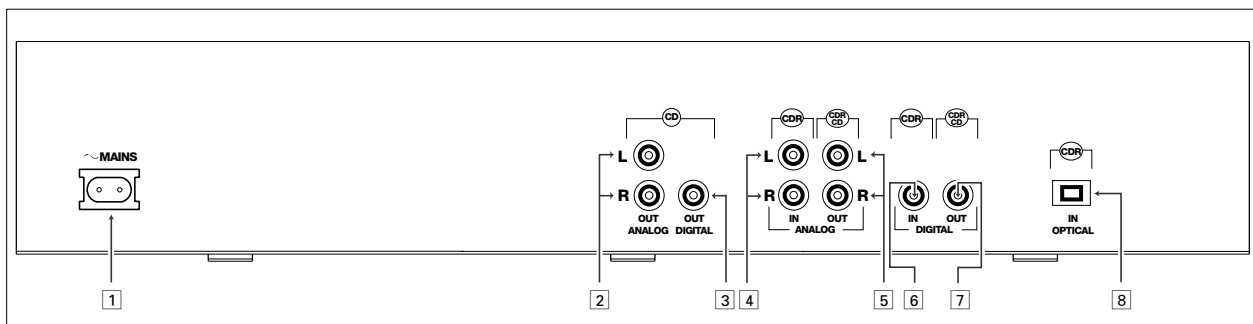 CD
CDR
CDR CD
CDR
CDR CD
CDR
~MAINS
L
L
L
R
R
R
OUT ANALOG
OUT DIGITAL
IN
OUT
ANALOG
IN
OUT
DIGITAL
IN OPTICAL
1
2
3
4
5
6
7
8